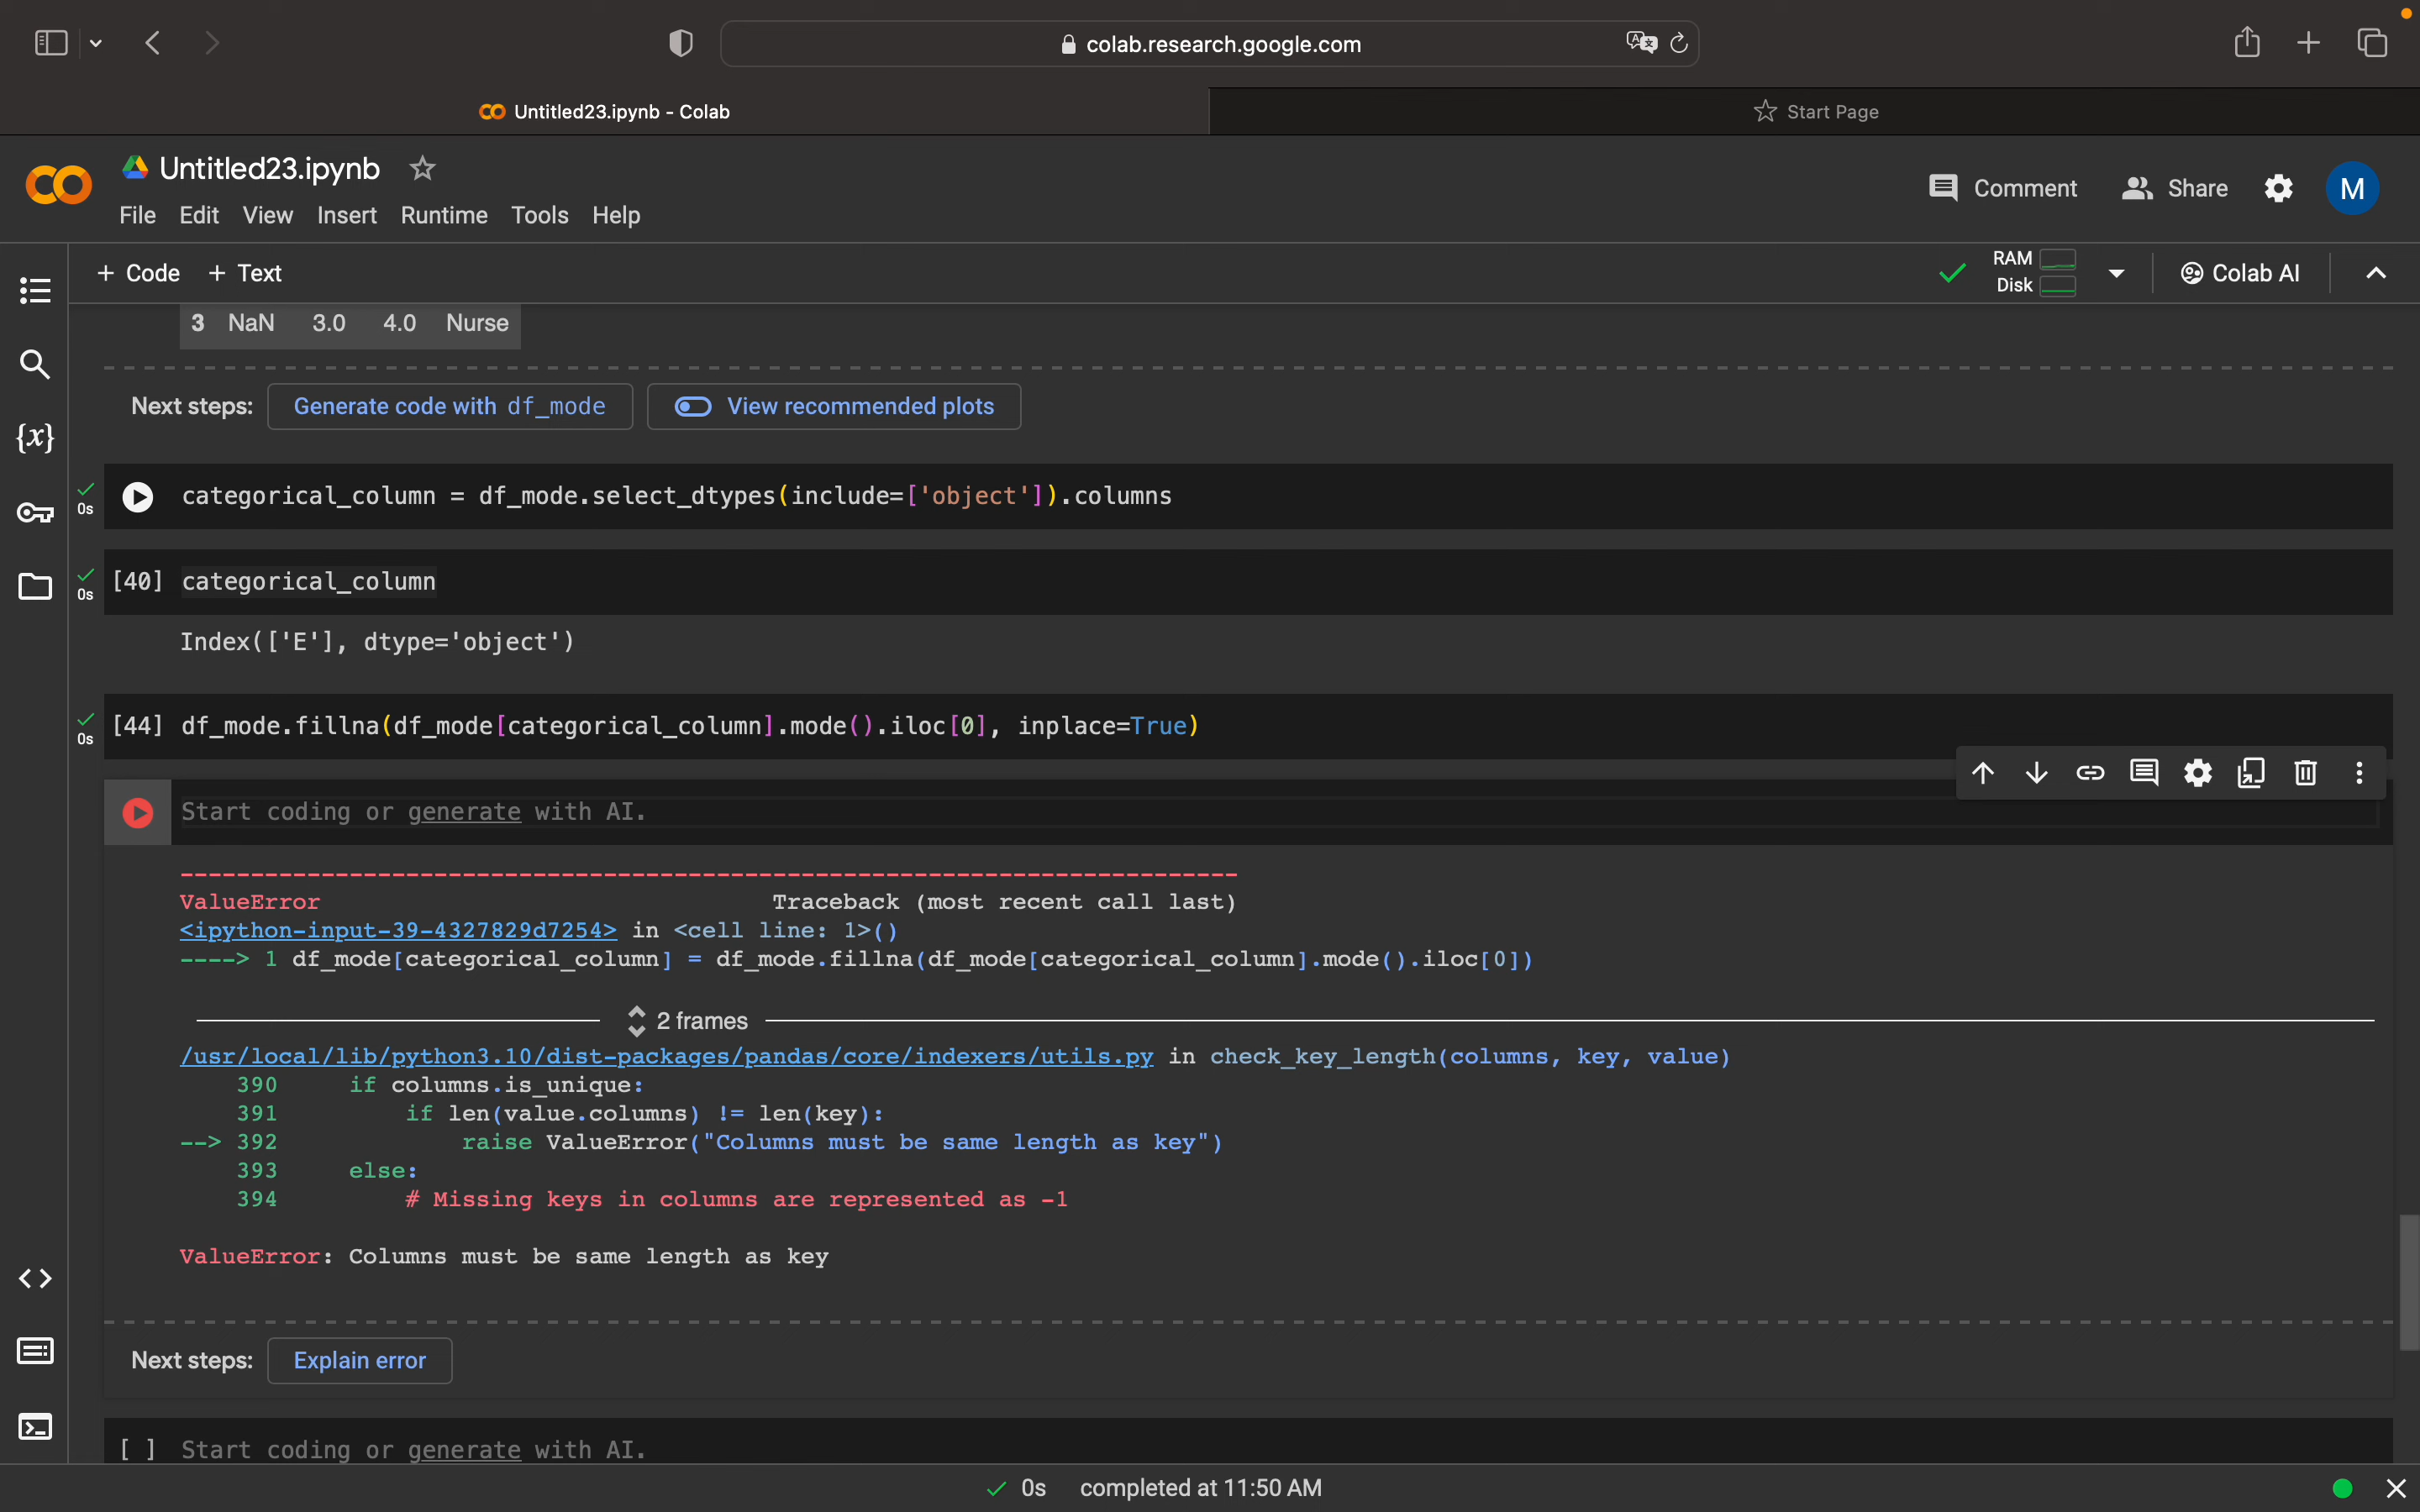 colab.research.google.com
Untitled23.ipynb - Colab
Start Page
Untitled23.ipynb
Comment
Share
M
File Edit View Insert Runtime Tools Help
+ Code + Text
RAM
Disk
Colab AI
3 NaN 3.0 4.0 Nurse
Next steps: Generate code with df_mode View recommended plots
{x}
0s
categorical_column = df_mode.select_dtypes(include=['object']).columns
0s
[40] categorical_column
Index(['E'], dtype='object')
0s
[44] df_mode.fillna(df_mode[categorical_column].mode().iloc[0], inplace=True)
Start coding or generate with AI.
---------------------------------------------------------------------------
ValueError Traceback (most recent call last)
<ipython-input-39-4327829d7254> in <cell line: 1>()
----> 1 df_mode[categorical_column] = df_mode.fillna(df_mode[categorical_column].mode().iloc[0])
2 frames
/usr/local/lib/python3.10/dist-packages/pandas/core/indexers/utils.py in check_key_length(columns, key, value)
390 if columns.is_unique:
391 if len(value.columns) != len(key):
--> 392 raise ValueError("Columns must be same length as key")
393 else:
394 # Missing keys in columns are represented as -1
ValueError: Columns must be same length as key
Next steps: Explain error
[ ] Start coding or generate with AI.
0s completed at 11:50 AM